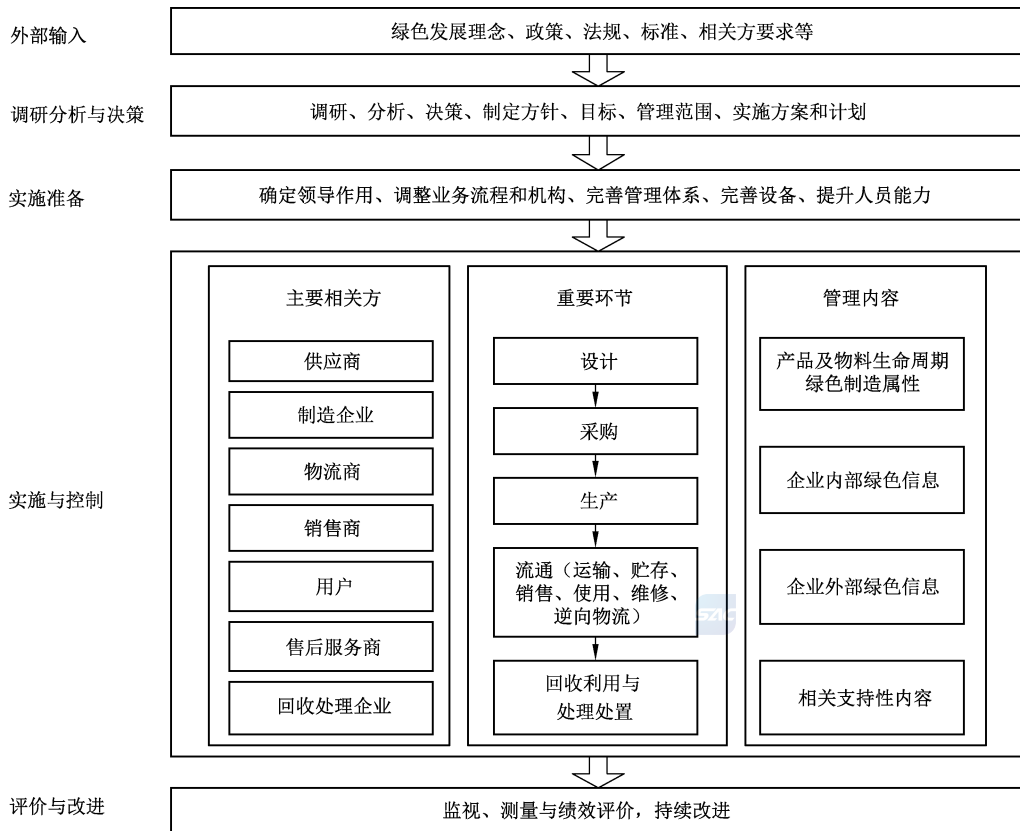 外部输入
绿色发展理念、政策、法规、标准、相关方要求等
调研分析与决策
调研、分析、决策、制定方针、目标、管理范围、实施方案和计划
实施准备
确定领导作用、调整业务流程和机构、完善管理体系、完善设备、提升人员能力
实施与控制
主要相关方
供应商
制造企业
物流商
销售商
用户
售后服务商
回收处理企业
重要环节
设计
采购
生产
流通（运输、贮存、
销售、使用、维修、
逆向物流）
回收利用与
处理处置
管理内容
产品及物料生命周期
绿色制造属性
企业内部绿色信息
企业外部绿色信息
相关支持性内容
SZIC
评价与改进
监视、测量与绩效评价，持续改进